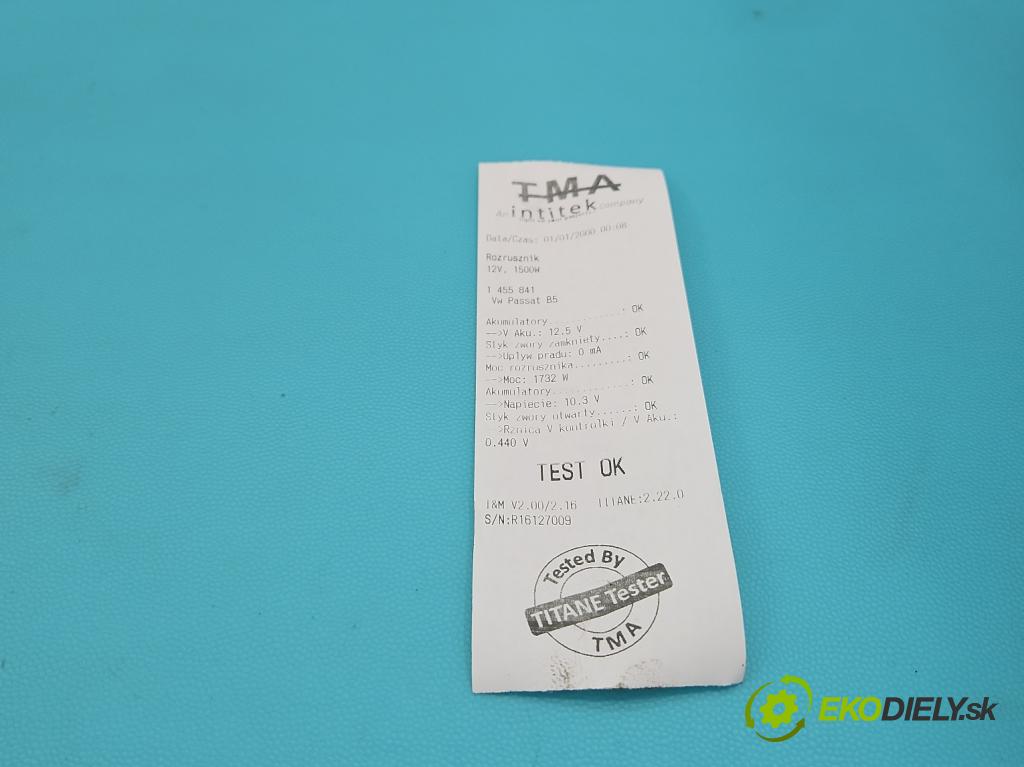 TMA
An intitek company
Data/Czas: 01/01/2000 00:08
Rozrusznik
12V, 1500W
1 455 841
Vw Passat B5
Akumulatory............: OK
-->V Aku.: 12.5 V
Styk zwory zamkniety....: OK
-->Uplyw pradu: 0 mA
Moc rozrusznika.........: OK
-->Moc: 1732 W
Akumulatory............: OK
-->Napiecie: 10.3 V
Styk zwory otwarty......: OK
-->Rznica V kontrolki / V Aku.:
0.440 V
TEST OK
T&M V2.00/2.16 TITANE:2.22.0
S/N:R16127009
Tested By
TITANE Tester
TMA
EKODIELY.sk